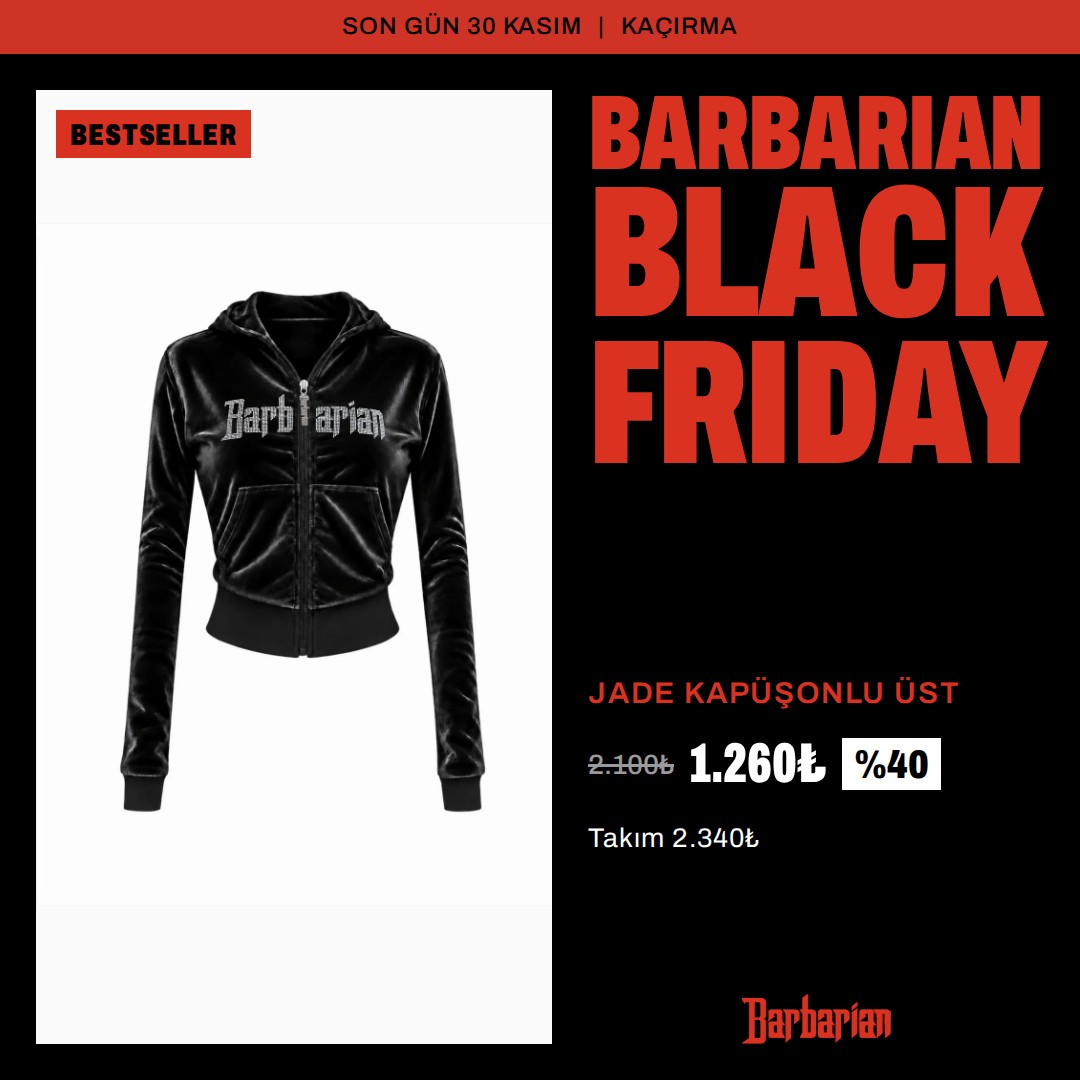 SON GÜN 30 KASIM | KAÇIRMA
BESTSELLER
Barbarian
BARBARIAN
BLACK
FRIDAY
JADE KAPÜŞONLU ÜST
2.100₺ 1.260₺ %40
Takım 2.340₺
Barbarian